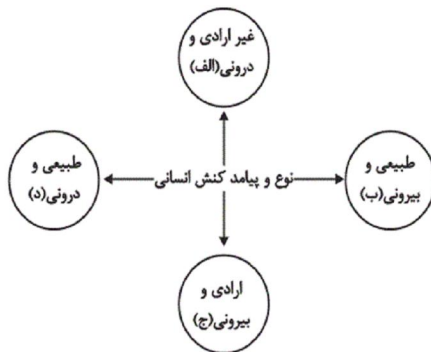 غیر ارادی و
درونی(الف)
طبیعی و
بیرونی(ب)
نوع و پیامد کنش انسانی
طبیعی و
درونی(د)
ارادی و
بیرونی(ج)